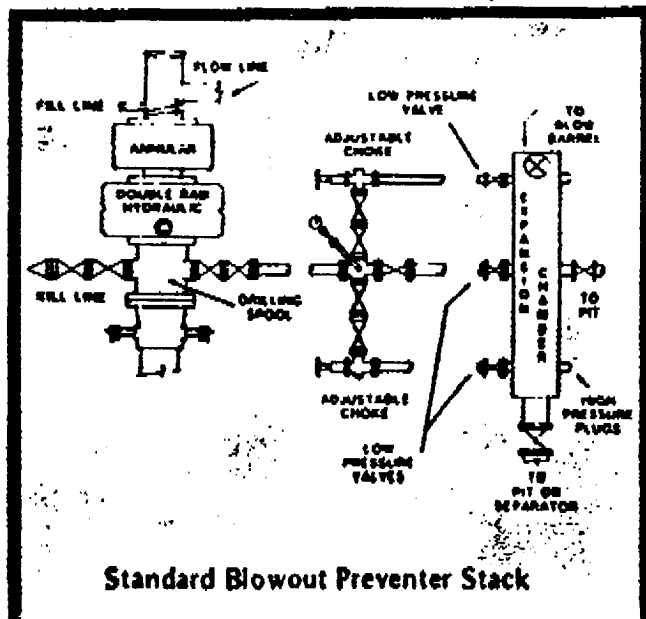 FLOW LINE
FILL LINE
ANNULAR
DOUBLE RAM
HYDRAULIC
KILL LINE
DRILLING
SPOOL
ADJUSTABLE
CHOKE
ADJUSTABLE
CHOKE
LOW PRESSURE
VALVE
TO
BLOW
BARREL
EXPANSION
CHAMBER
TO
PIT
LOW
PRESSURE
VALVES
HIGH
PRESSURE
PLUGS
TO
PIT OR
SEPARATOR
Standard Blowout Preventer Stack